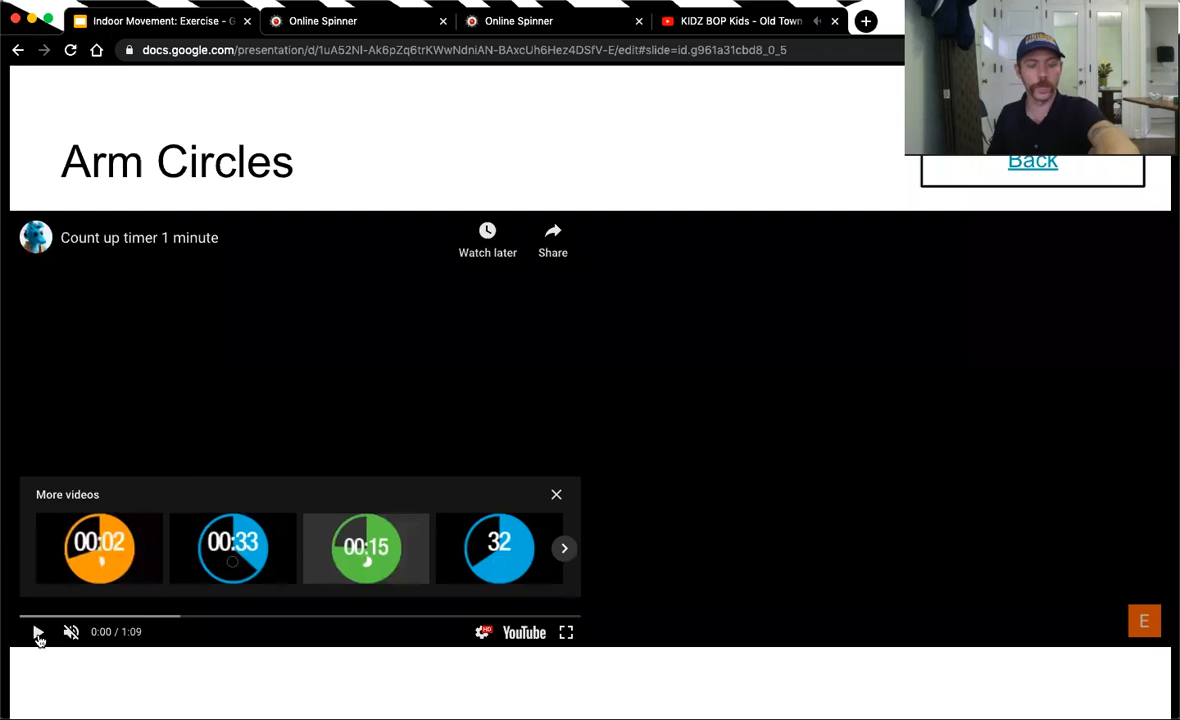 Indoor Movement: Exercise - G
Online Spinner
Online Spinner
KIDZ BOP Kids - Old Town
docs.google.com/presentation/d/1uA52NI-Ak6pZq6trKWwNdniAN-BAxcUh6Hez4DSfV-E/edit#slide=id.g961a31cbd8_0_5
Arm Circles
Back
Count up timer 1 minute
Watch later
Share
More videos
00:02
00:33
00:15
32
0:00 / 1:09
HD
YouTube
E